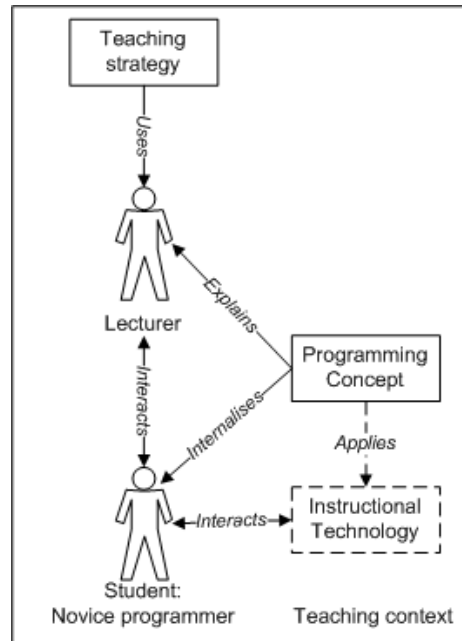 Teaching
strategy
Uses
Lecturer
Explains
Interacts
Internalises
Programming
Concept
Applies
Instructional
Technology
Interacts
Student:
Novice programmer
Teaching context